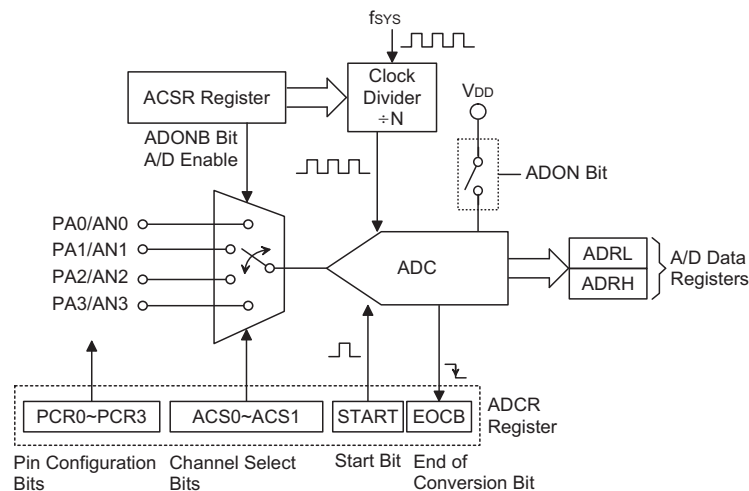 fSYS
ACSR Register
Clock
Divider
÷N
VDD
ADONB Bit
A/D Enable
ADON Bit
PA0/AN0
PA1/AN1
PA2/AN2
PA3/AN3
ADC
ADRL
ADRH
A/D Data
Registers
PCR0~PCR3
ACS0~ACS1
START
EOCB
ADCR
Register
Pin Configuration
Bits
Channel Select
Bits
Start Bit
End of
Conversion Bit